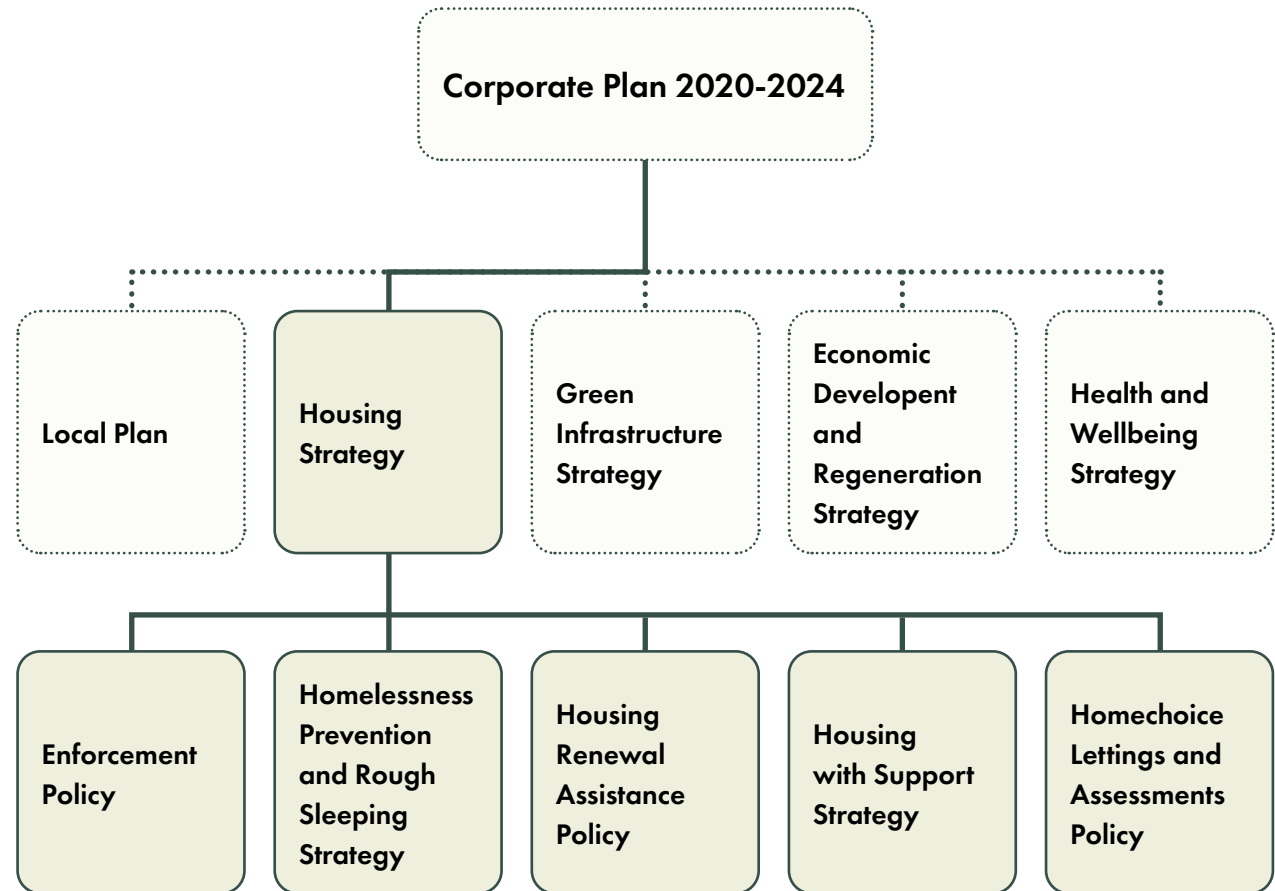 Corporate Plan 2020-2024
Local Plan
Housing
Strategy
Green
Infrastructure
Strategy
Economic
Developent
and
Regeneration
Strategy
Health and
Wellbeing
Strategy
Enforcement
Policy
Homelessness
Prevention
and Rough
Sleeping
Strategy
Housing
Renewal
Assistance
Policy
Housing
with Support
Strategy
Homechoice
Lettings and
Assessments
Policy